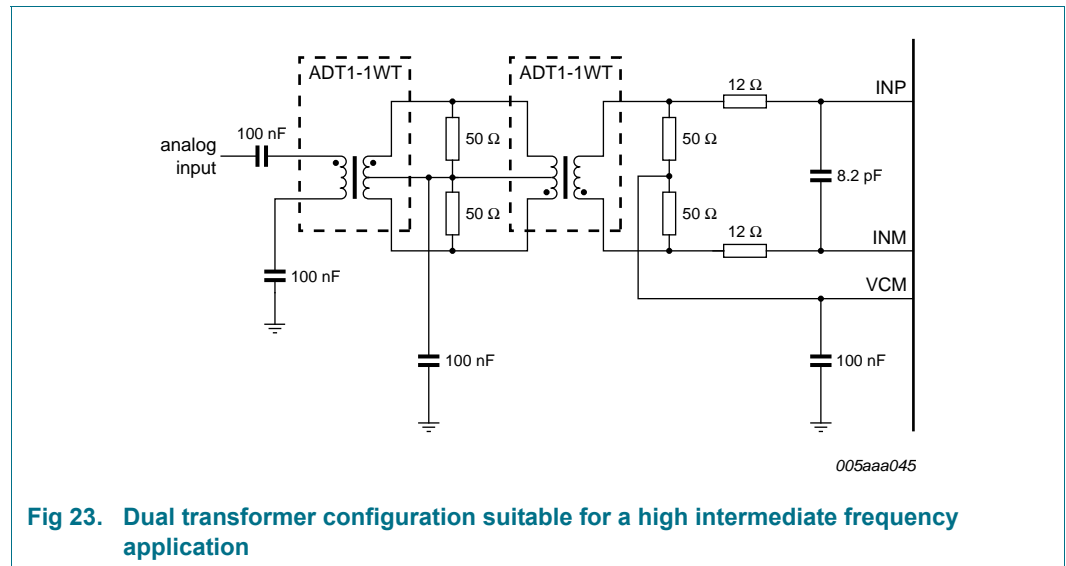 ADT1-1WT
ADT1-1WT
12 Ω
INP
100 nF
analog
input
50 Ω
50 Ω
8.2 pF
50 Ω
50 Ω
12 Ω
INM
VCM
100 nF
100 nF
100 nF
005aaa045
Fig 23. Dual transformer configuration suitable for a high intermediate frequency
application